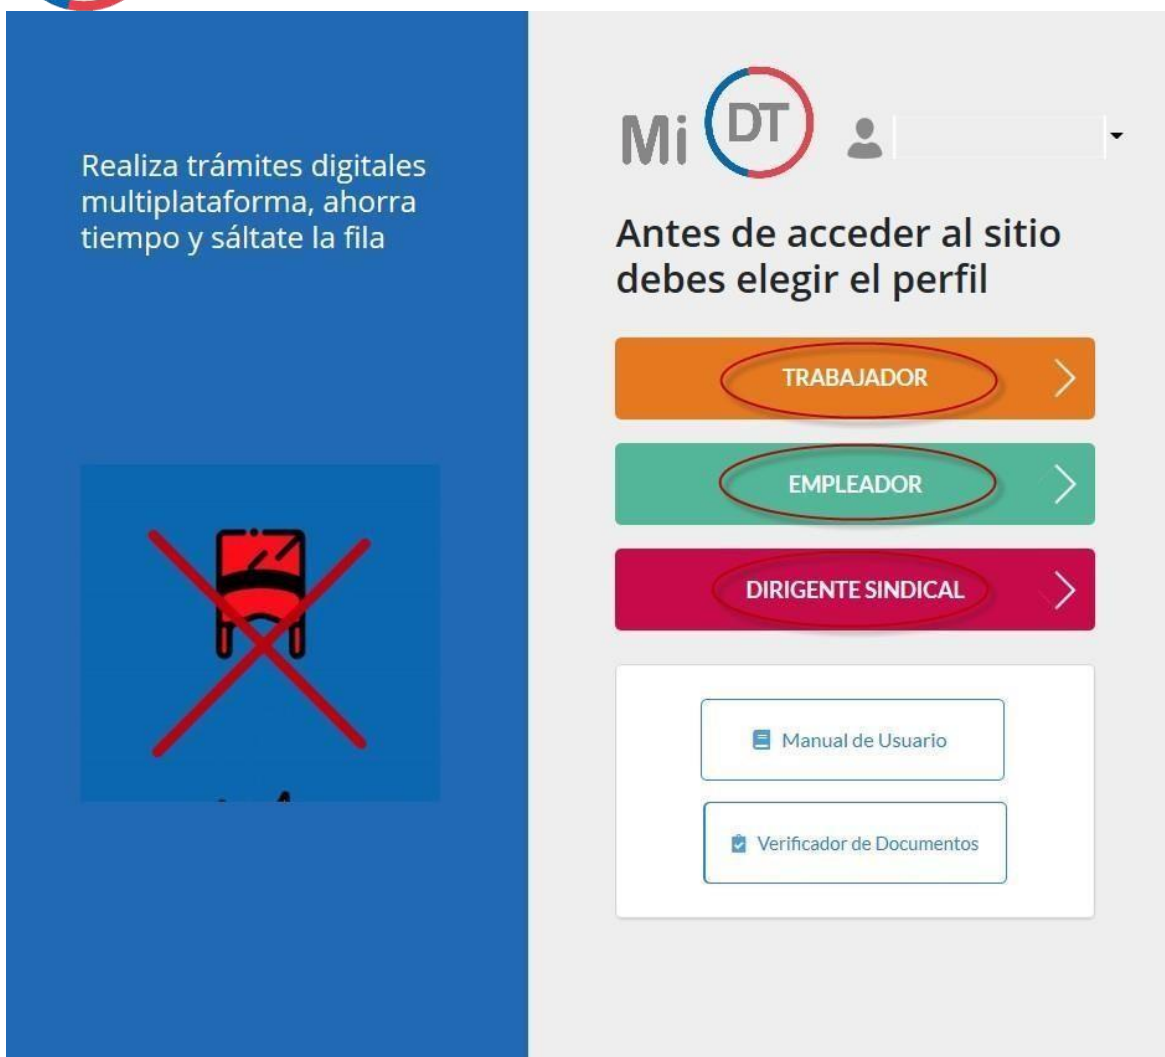 Realiza trámites digitales
multiplataforma, ahorra
tiempo y sáltate la fila
Mi DT
Antes de acceder al sitio
debes elegir el perfil
TRABAJADOR
EMPLEADOR
DIRIGENTE SINDICAL
Manual de Usuario
Verificador de Documentos